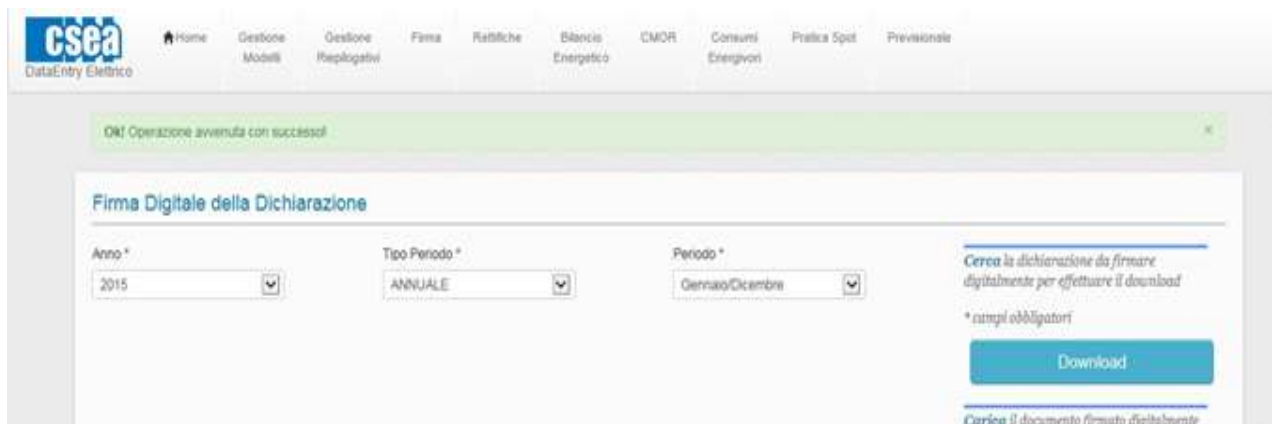 csea
DataEntry Elettrico
Home
Gestione
Modelli
Gestione
Riepilogativi
Firma
Rettifiche
Bilancio
Energetico
CMOR
Consumi
Energivori
Pratica Spot
Previsionale
Ok! Operazione avvenuta con successo!
×
Firma Digitale della Dichiarazione
Anno *
Tipo Periodo *
Periodo *
2015
ANNUALE
Gennaio/Dicembre
Cerca la dichiarazione da firmare
digitalmente per effettuare il download
* campi obbligatori
Download
Carica il documento firmato digitalmente